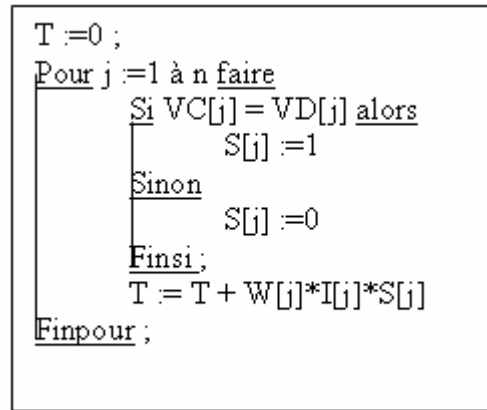 T :=0 ;
Pour j :=1 à n faire
Si VC[j] = VD[j] alors
S[j] :=1
Sinon
S[j] :=0
Finsi ;
T := T + W[j]*I[j]*S[j]
Finpour ;